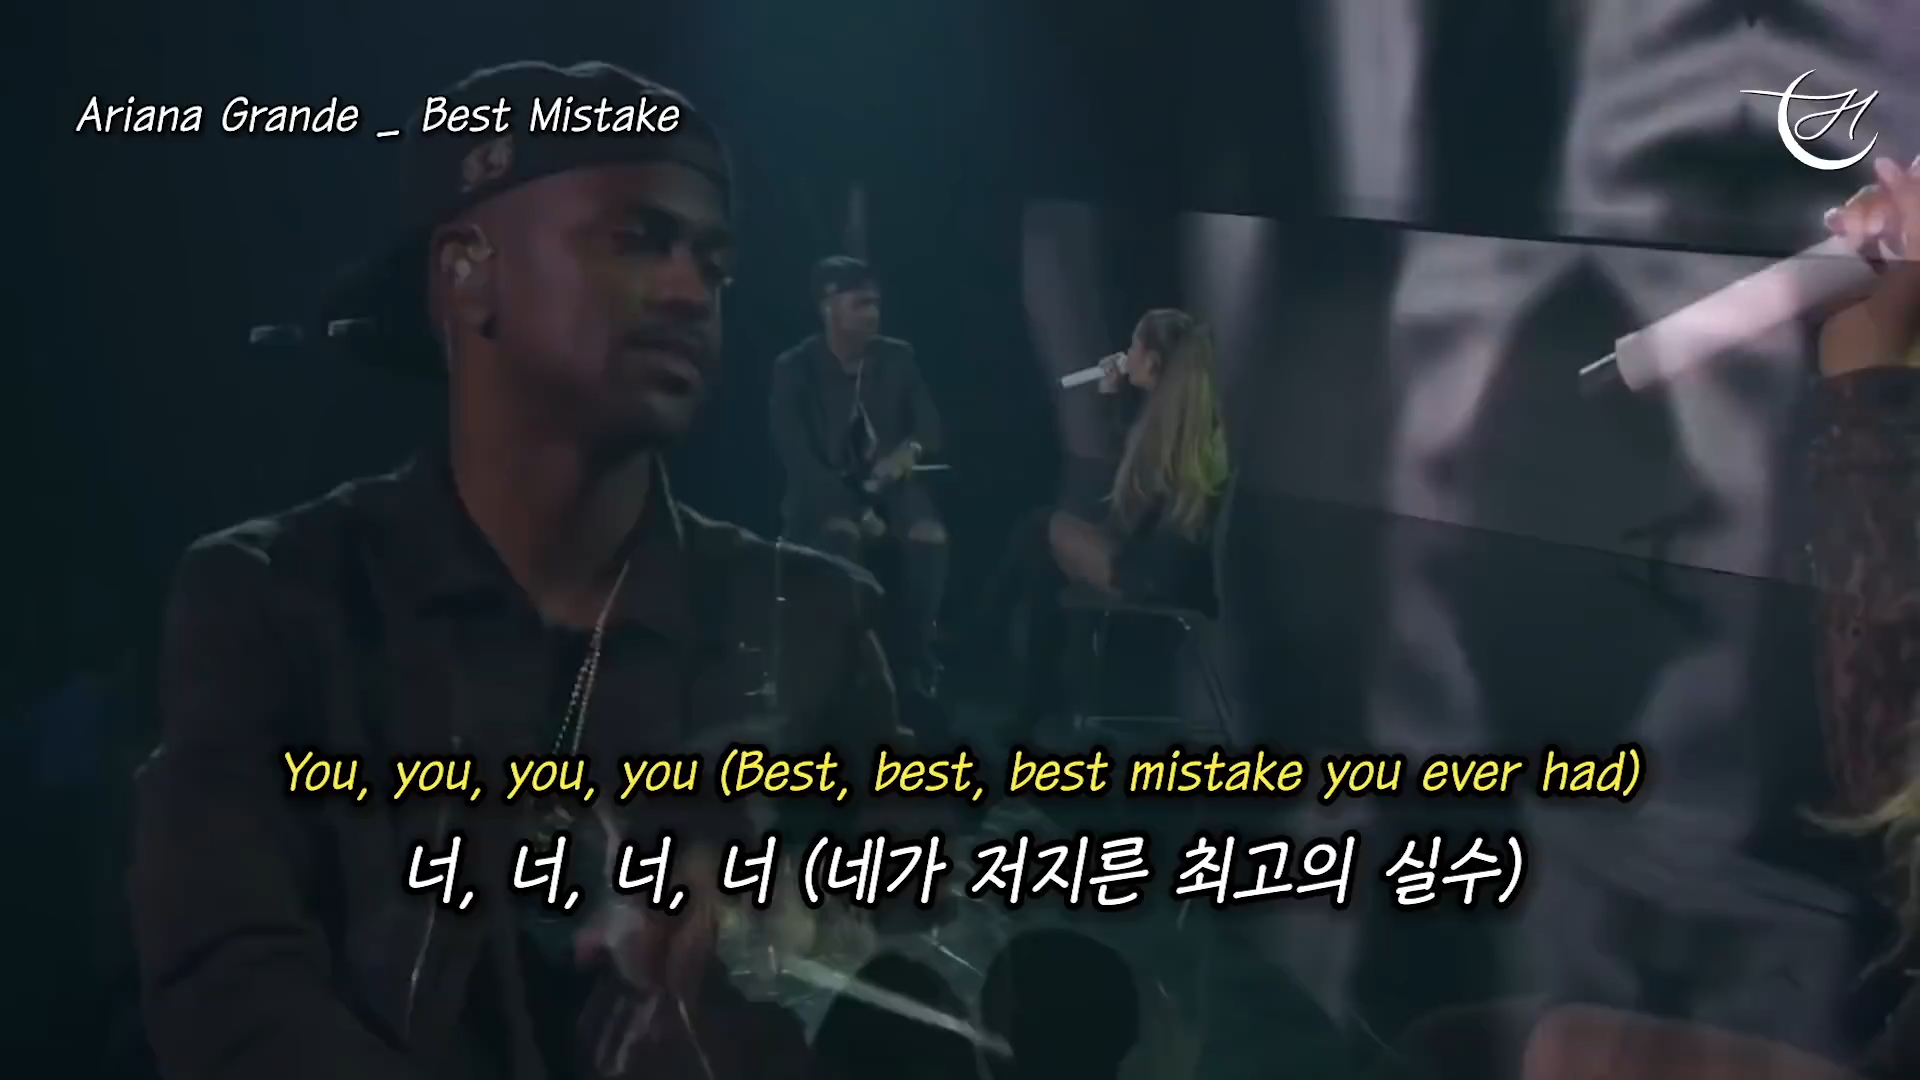 Ariana Grande _ Best Mistake
You, you, you, you (Best, best, best mistake you ever had)
너, 너, 너, 너 (네가 저지른 최고의 실수)